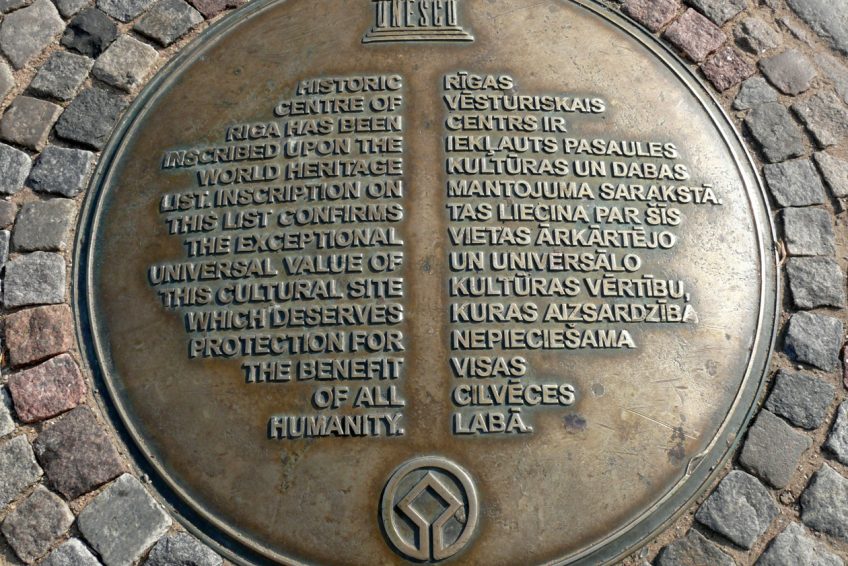 UNESCO
HISTORIC
CENTRE OF
RIGA HAS BEEN
INSCRIBED UPON THE
WORLD HERITAGE
LIST. INSCRIPTION ON
THIS LIST CONFIRMS
THE EXCEPTIONAL
UNIVERSAL VALUE OF
THIS CULTURAL SITE
WHICH DESERVES
PROTECTION FOR
THE BENEFIT
OF ALL
HUMANITY.
RĪGAS
VĒSTURISKAIS
CENTRS IR
IEKĻAUTS PASAULES
KULTŪRAS UN DABAS
MANTOJUMA SARAKSTĀ.
TAS LIECINA PAR ŠĪS
VIETAS ĀRKĀRTĒJO
UN UNIVERSĀLO
KULTŪRAS VĒRTĪBU,
KURAS AIZSARDZĪBA
NEPIECIEŠAMA
VISAS
CILVĒCES
LABĀ.